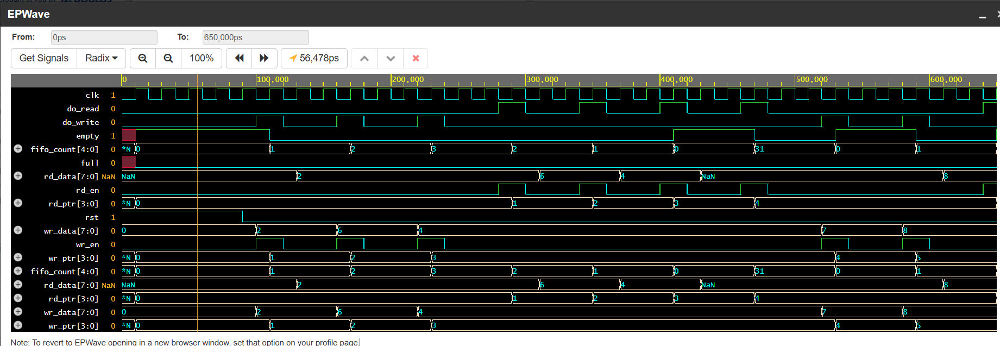 EPWave
From: 0ps To: 650,000ps
Get Signals Radix 100% 56,478ps
0 100,000 200,000 300,000 400,000 500,000 600,000
clk 1
do_read 0
do_write 0
empty 1
fifo_count[4:0] 0 *N 0 1 2 3 2 1 0 31 0 1
full 0
rd_data[7:0] NaN NaN 2 6 4 NaN 8
rd_en 0
rd_ptr[3:0] 0 *N 0 1 2 3 4
rst 1
wr_data[7:0] 0 0 2 6 4 7 8
wr_en 0
wr_ptr[3:0] 0 *N 0 1 2 3 4 5
fifo_count[4:0] 0 *N 0 1 2 3 2 1 0 31 0 1
rd_data[7:0] NaN NaN 2 6 4 NaN 8
rd_ptr[3:0] 0 *N 0 1 2 3 4
wr_data[7:0] 0 0 2 6 4 7 8
wr_ptr[3:0] 0 *N 0 1 2 3 4 5
Note: To revert to EPWave opening in a new browser window, set that option on your profile page.